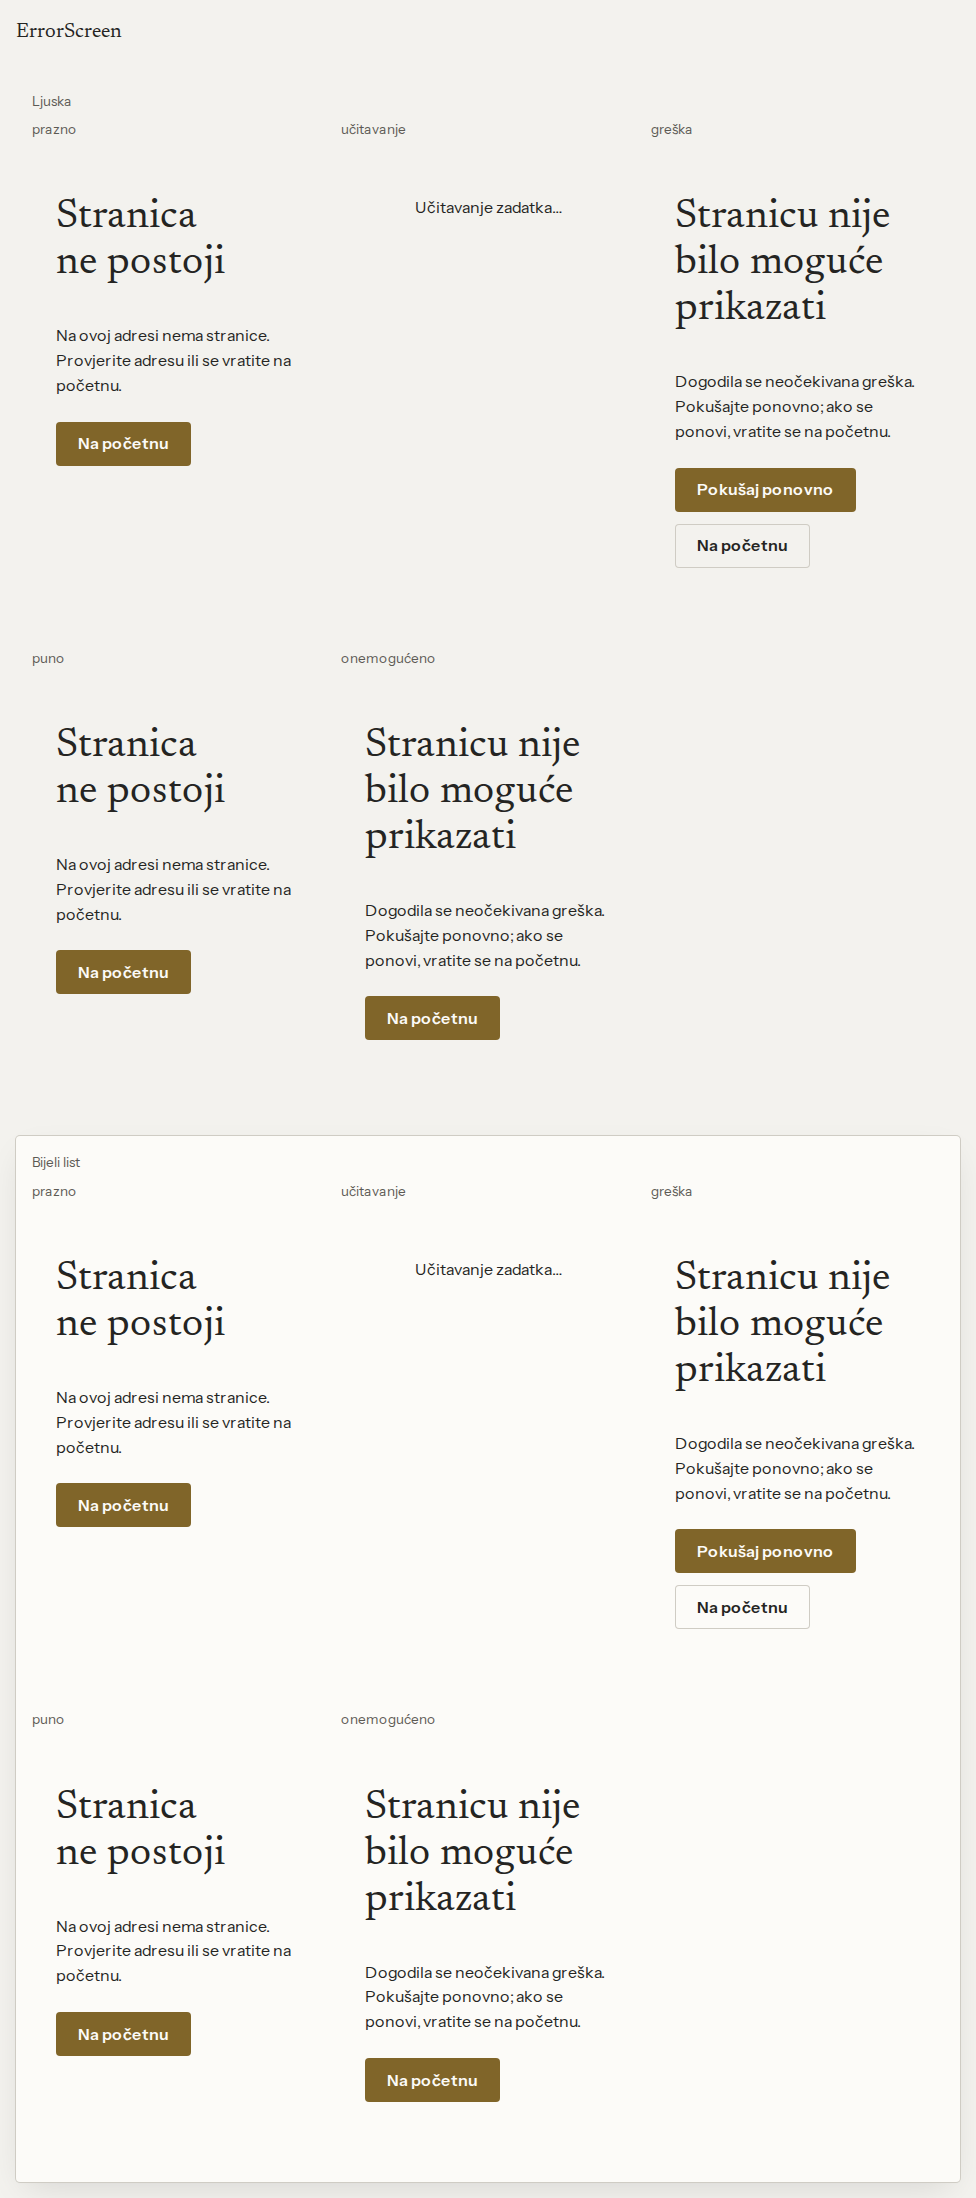 ErrorScreen
Ljuska
prazno
Stranica
ne postoji
Na ovoj adresi nema stranice.
Provjerite adresu ili se vratite na
početnu.
Na početnu
učitavanje
Učitavanje zadatka…
greška
Stranicu nije
bilo moguće
prikazati
Dogodila se neočekivana greška.
Pokušajte ponovno; ako se
ponovi, vratite se na početnu.
Pokušaj ponovno
Na početnu
puno
Stranica
ne postoji
Na ovoj adresi nema stranice.
Provjerite adresu ili se vratite na
početnu.
Na početnu
onemogućeno
Stranicu nije
bilo moguće
prikazati
Dogodila se neočekivana greška.
Pokušajte ponovno; ako se
ponovi, vratite se na početnu.
Na početnu
Bijeli list
prazno
Stranica
ne postoji
Na ovoj adresi nema stranice.
Provjerite adresu ili se vratite na
početnu.
Na početnu
učitavanje
Učitavanje zadatka…
greška
Stranicu nije
bilo moguće
prikazati
Dogodila se neočekivana greška.
Pokušajte ponovno; ako se
ponovi, vratite se na početnu.
Pokušaj ponovno
Na početnu
puno
Stranica
ne postoji
Na ovoj adresi nema stranice.
Provjerite adresu ili se vratite na
početnu.
Na početnu
onemogućeno
Stranicu nije
bilo moguće
prikazati
Dogodila se neočekivana greška.
Pokušajte ponovno; ako se
ponovi, vratite se na početnu.
Na početnu